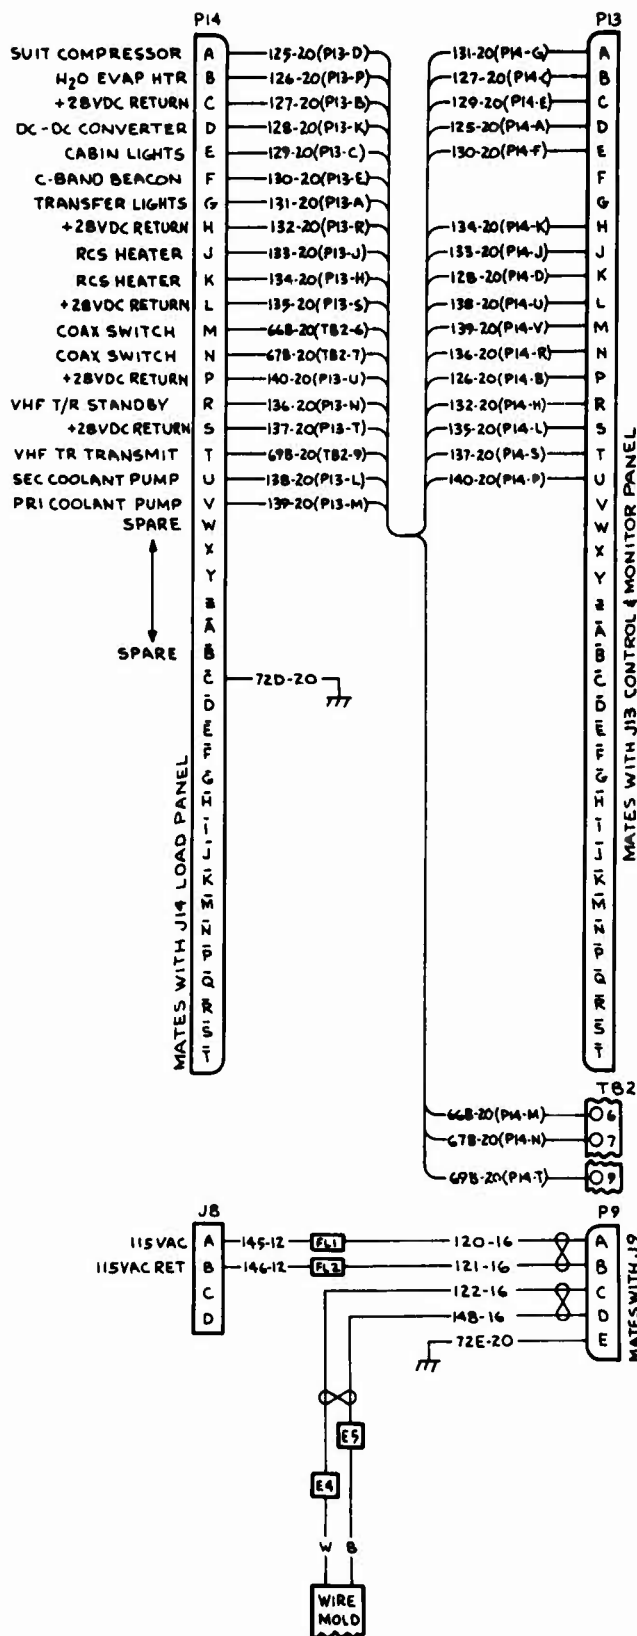 P14
P13
SUIT COMPRESSOR A 125-20(P13-D) 131-20(P14-G) A
H2O EVAP HTR B 126-20(P13-P) 127-20(P14-C) B
+28VDC RETURN C 127-20(P13-B) 129-20(P14-E) C
DC-DC CONVERTER D 128-20(P13-K) 125-20(P14-A) D
CABIN LIGHTS E 129-20(P13-C) 130-20(P14-F) E
C-BAND BEACON F 130-20(P13-E) F
TRANSFER LIGHTS G 131-20(P13-A) G
+28VDC RETURN H 132-20(P13-R) 134-20(P14-K) H
RCS HEATER J 133-20(P13-J) 133-20(P14-J) J
RCS HEATER K 134-20(P13-H) 128-20(P14-D) K
+28VDC RETURN L 135-20(P13-S) 138-20(P14-U) L
COAX SWITCH M 66B-20(TB2-6) 139-20(P14-V) M
COAX SWITCH N 67B-20(TB2-7) 136-20(P14-R) N
+28VDC RETURN P 140-20(P13-U) 126-20(P14-B) P
VHF T/R STANDBY R 136-20(P13-N) 132-20(P14-H) R
+28VDC RETURN S 137-20(P13-T) 135-20(P14-L) S
VHF TR TRANSMIT T 69B-20(TB2-9) 137-20(P14-S) T
SEC COOLANT PUMP U 138-20(P13-L) 140-20(P14-P) U
PRI COOLANT PUMP V 139-20(P13-M) V
SPARE W W
X X
Y Y
Z̄ Z̄
Ā Ā
SPARE B̄ B̄
C̄ 72D-20 C̄
D̄ D̄
Ē Ē
F̄ F̄
Ḡ Ḡ
H̄ H̄
Ī Ī
J̄ J̄
K̄ K̄
M̄ M̄
N̄ N̄
P̄ P̄
Q̄ Q̄
R̄ R̄
S̄ S̄
T̄ T̄
MATES WITH J14 LOAD PANEL
MATES WITH J13 CONTROL & MONITOR PANEL
TB2
66B-20(P14-M) 6
67B-20(P14-N) 7
69B-20(P14-T) 9
J8
P9
115VAC A 145-12 FL1 120-16 A
115VAC RET B 146-12 FL2 121-16 B
C 122-16 C
D 148-16 D
72E-20 E
MATES WITH J9
E5
E4
W B
WIRE
MOLD